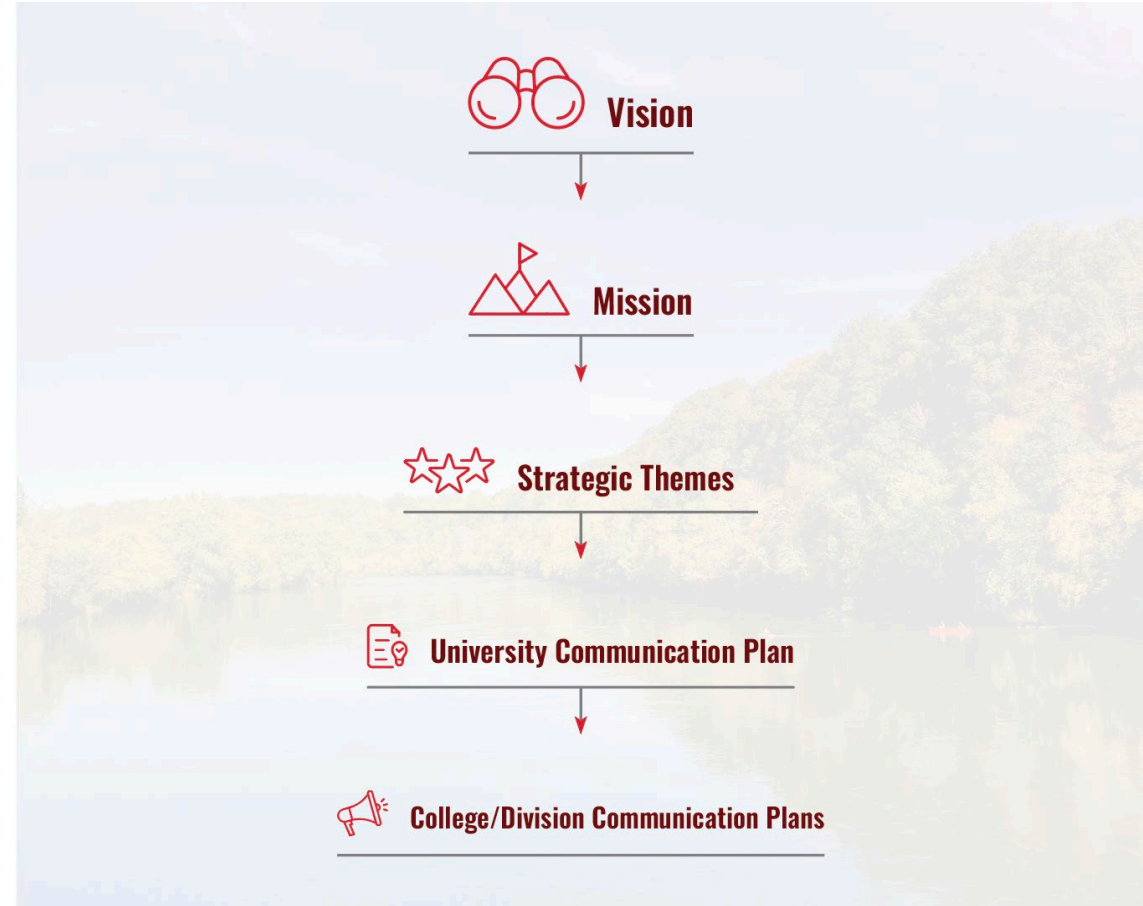 Vision
Mission
Strategic Themes
University Communication Plan
College/Division Communication Plans